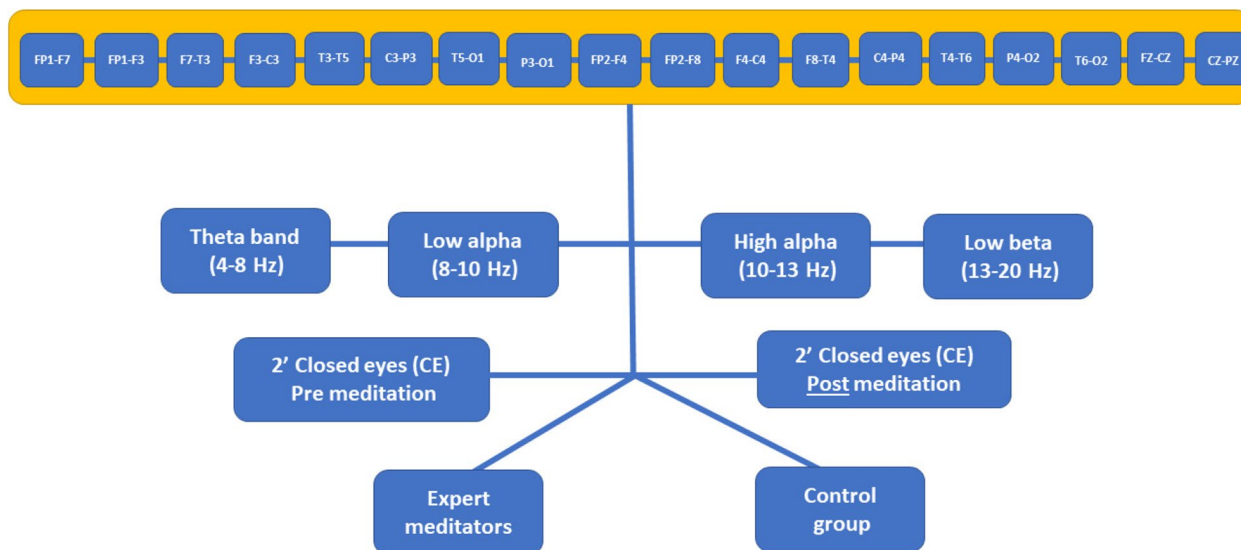 FP1-F7 FP1-F3 F7-T3 F3-C3 T3-T5 C3-P3 T5-O1 P3-O1 FP2-F4 FP2-F8 F4-C4 F8-T4 C4-P4 T4-T6 P4-O2 T6-O2 FZ-CZ CZ-PZ
Theta band
(4-8 Hz)
Low alpha
(8-10 Hz)
High alpha
(10-13 Hz)
Low beta
(13-20 Hz)
2’ Closed eyes (CE)
Pre meditation
2’ Closed eyes (CE)
Post meditation
Expert
meditators
Control
group